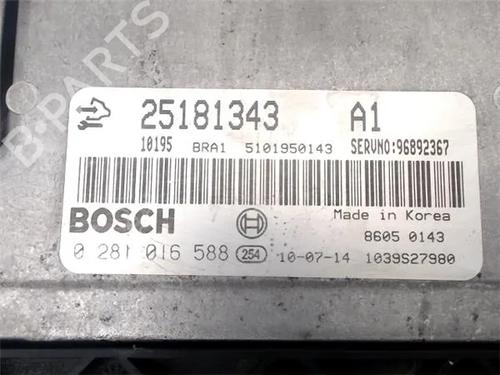 B-PARTS
25181343 A1
10195 BRA1 5101950143 SERVNO:96892367
BOSCH
Made in Korea
8605 0143
0 281 016 588 254 10-07-14 1039S27980